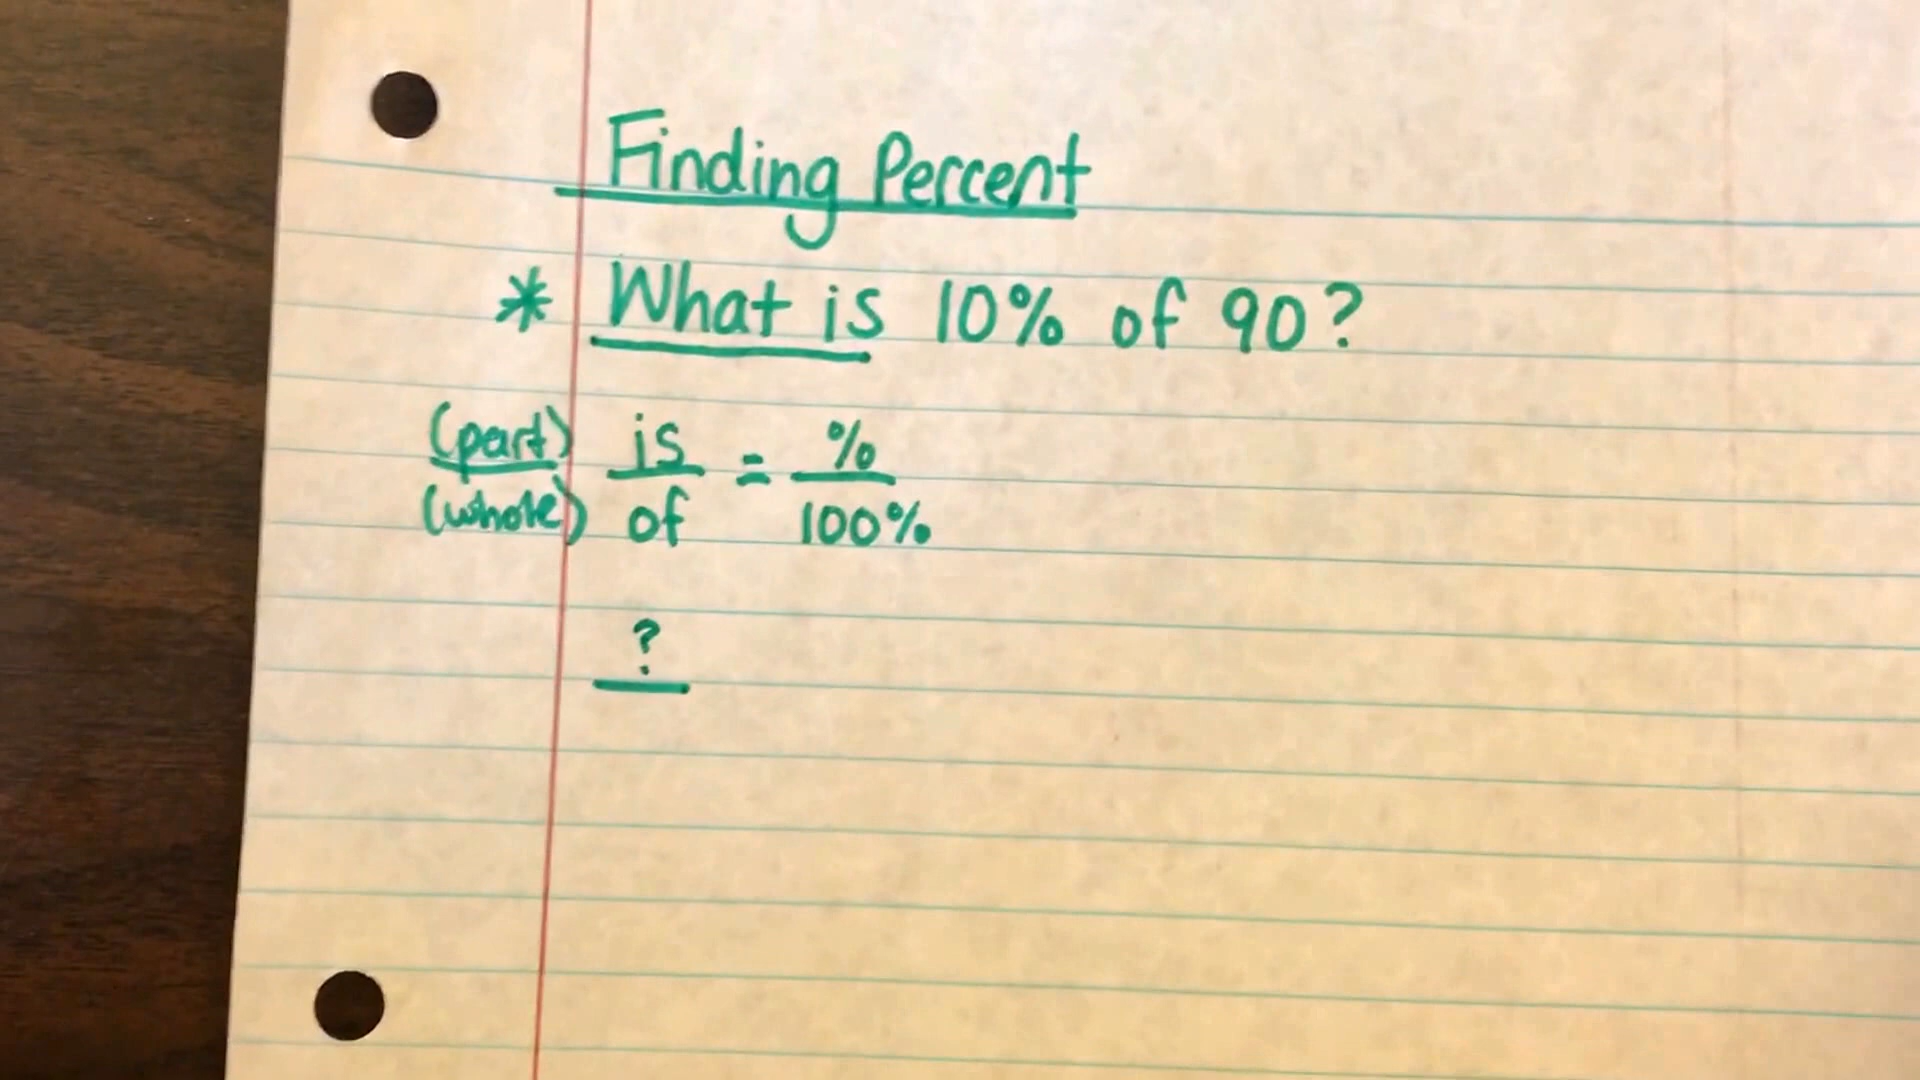 Finding Percent
* What is 10% of 90?
(part) is = %
(whole) of 100%
?